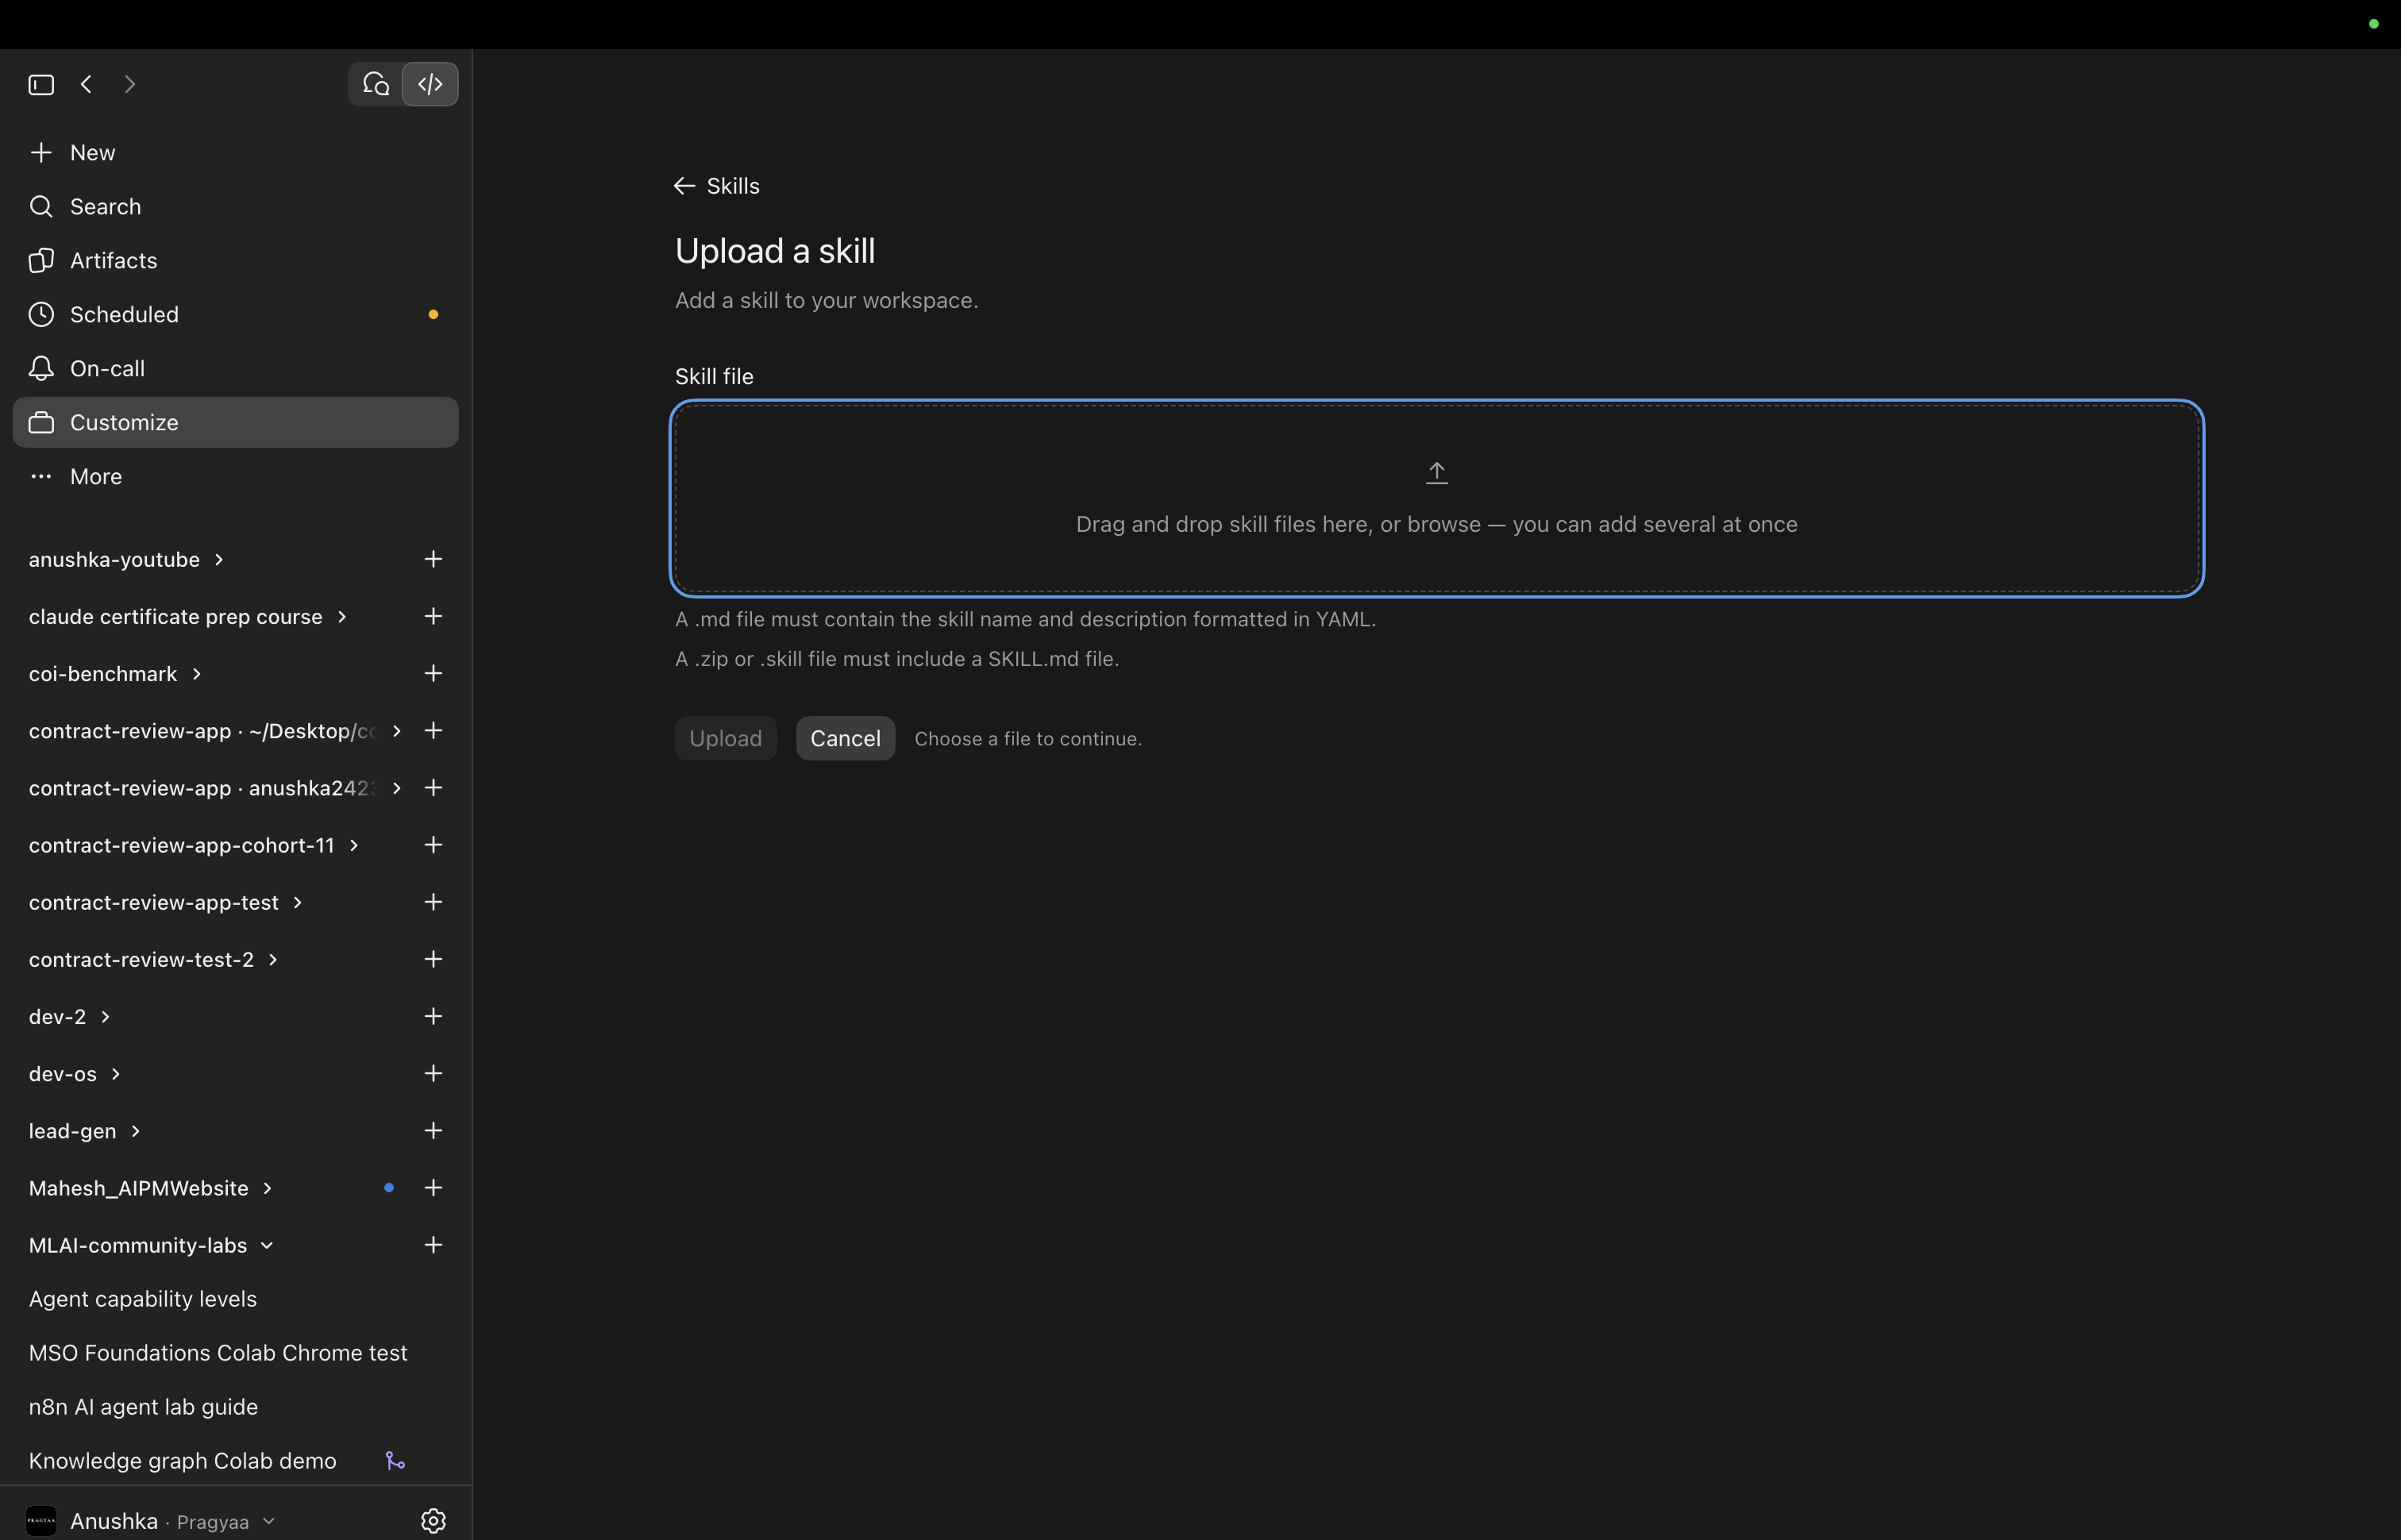 New
Search
Artifacts
Scheduled
On-call
Customize
More
anushka-youtube
claude certificate prep course
coi-benchmark
contract-review-app · ~/Desktop/co
contract-review-app · anushka2423
contract-review-app-cohort-11
contract-review-app-test
contract-review-test-2
dev-2
dev-os
lead-gen
Mahesh_AIPMWebsite
MLAI-community-labs
Agent capability levels
MSO Foundations Colab Chrome test
n8n AI agent lab guide
Knowledge graph Colab demo
PRAGYAA
Anushka · Pragyaa
Skills
Upload a skill
Add a skill to your workspace.
Skill file
Drag and drop skill files here, or browse — you can add several at once
A .md file must contain the skill name and description formatted in YAML.
A .zip or .skill file must include a SKILL.md file.
Upload Cancel Choose a file to continue.